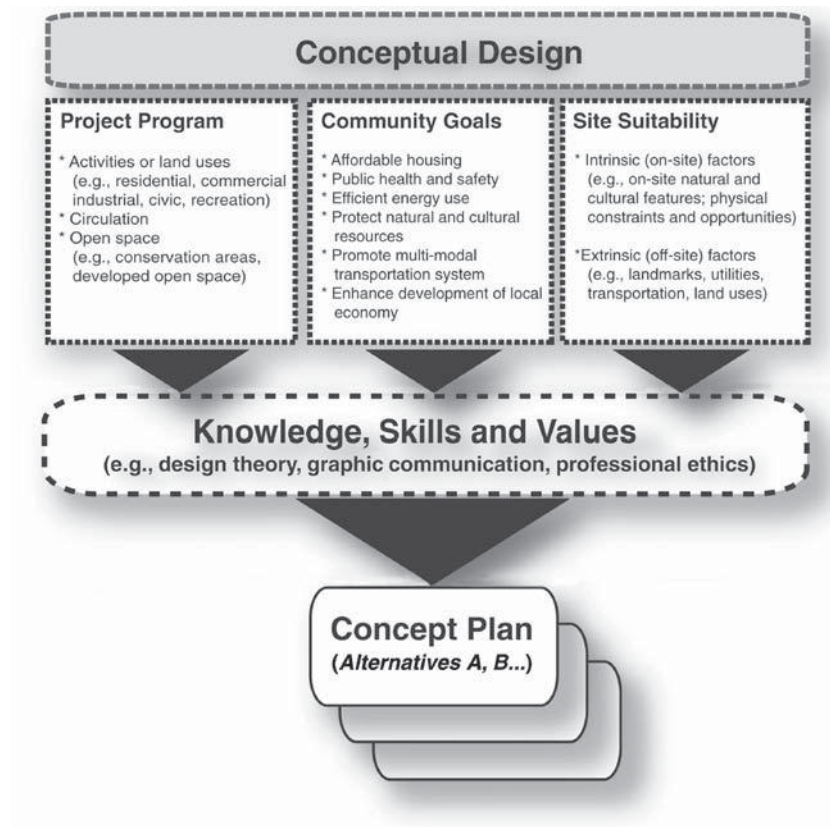 Conceptual Design
Project Program
* Activities or land uses
(e.g., residential, commercial
industrial, civic, recreation)
* Circulation
* Open space
(e.g., conservation areas,
developed open space)
Community Goals
* Affordable housing
* Public health and safety
* Efficient energy use
* Protect natural and cultural
resources
* Promote multi-modal
transportation system
* Enhance development of local
economy
Site Suitability
* Intrinsic (on-site) factors
(e.g., on-site natural and
cultural features; physical
constraints and opportunities)
*Extrinsic (off-site) factors
(e.g., landmarks, utilities,
transportation, land uses)
Knowledge, Skills and Values
(e.g., design theory, graphic communication, professional ethics)
Concept Plan
(Alternatives A, B...)